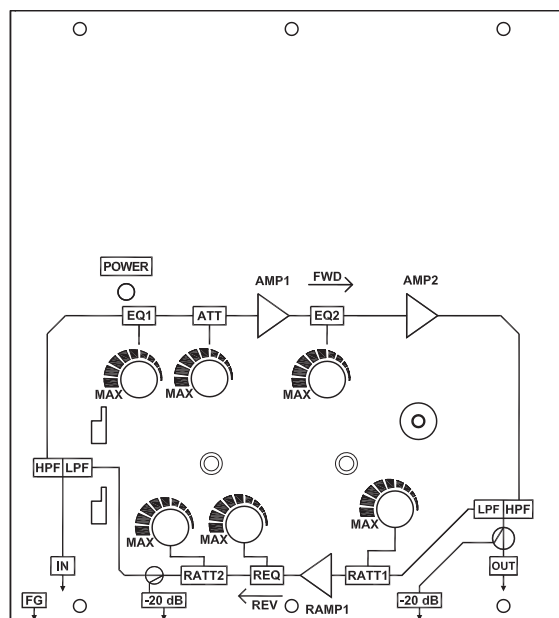 POWER
AMP1
FWD
AMP2
EQ1
ATT
EQ2
MAX
MAX
MAX
HPF
LPF
MAX
MAX
MAX
LPF
HPF
IN
RATT2
REQ
RATT1
OUT
FG
-20 dB
REV
RAMP1
-20 dB